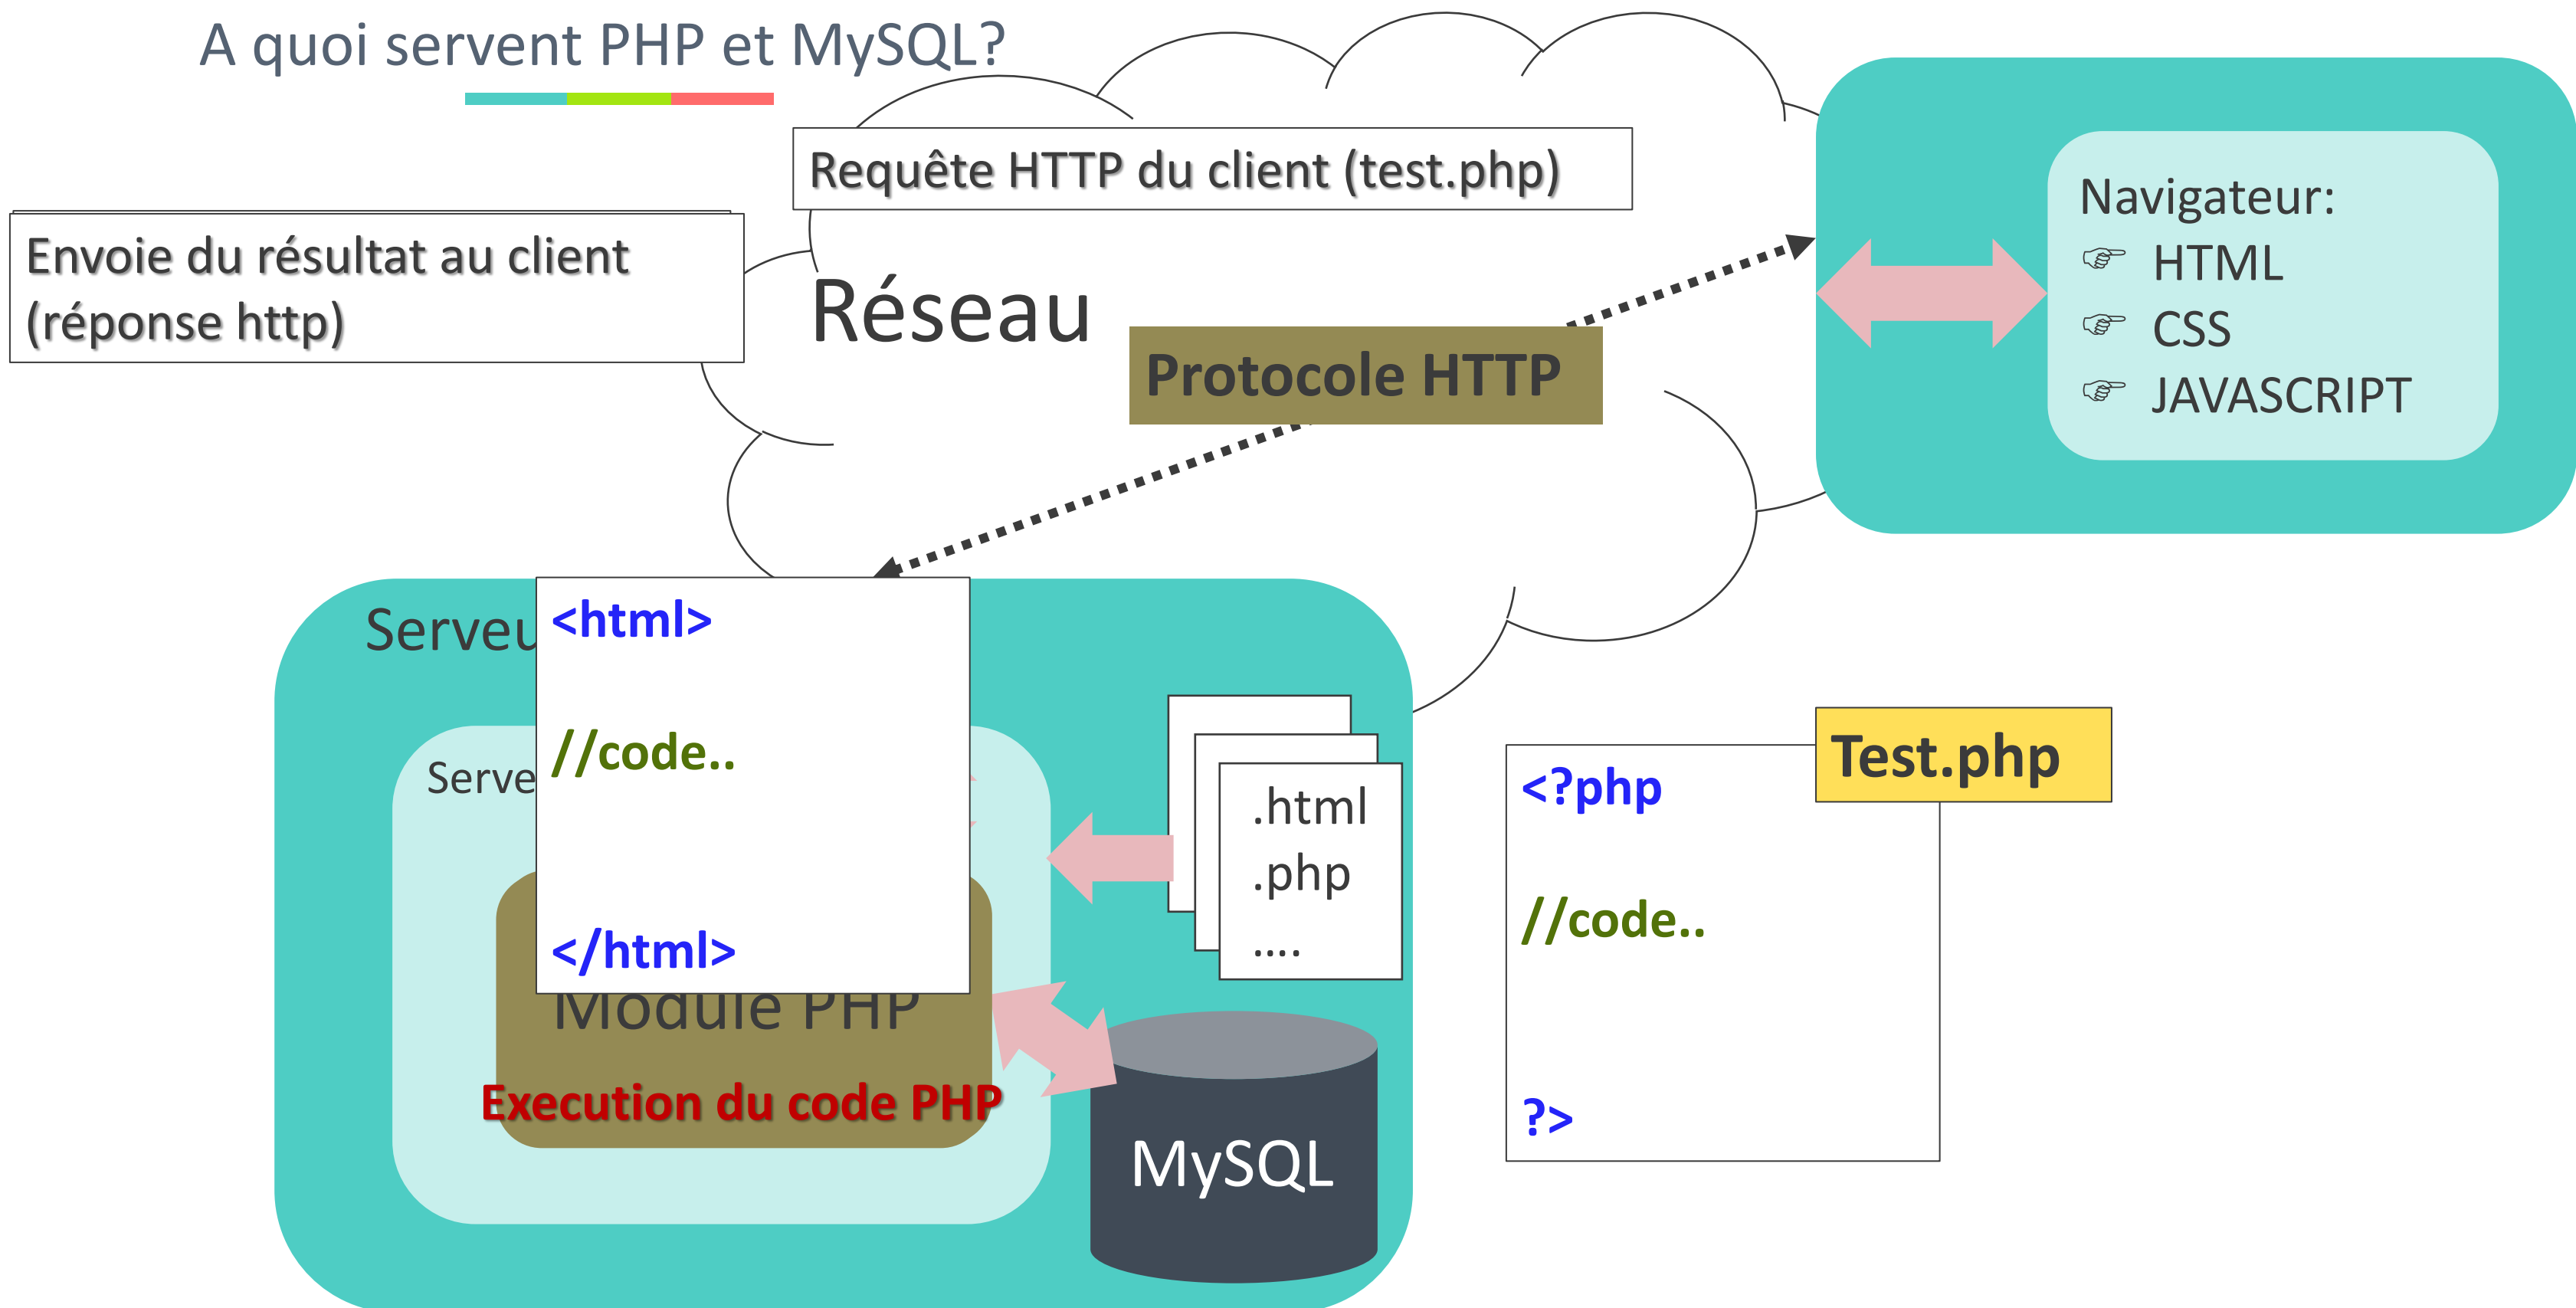 A quoi servent PHP et MySQL?
Requête HTTP du client (test.php)
Envoie du résultat au client
(réponse http)
Réseau
Protocole HTTP
Navigateur:
☞ HTML
☞ CSS
☞ JAVASCRIPT
<html>
//code..
</html>
Module PHP
Execution du code PHP
.html
.php
....
MySQL
Test.php
<?php
//code..
?>